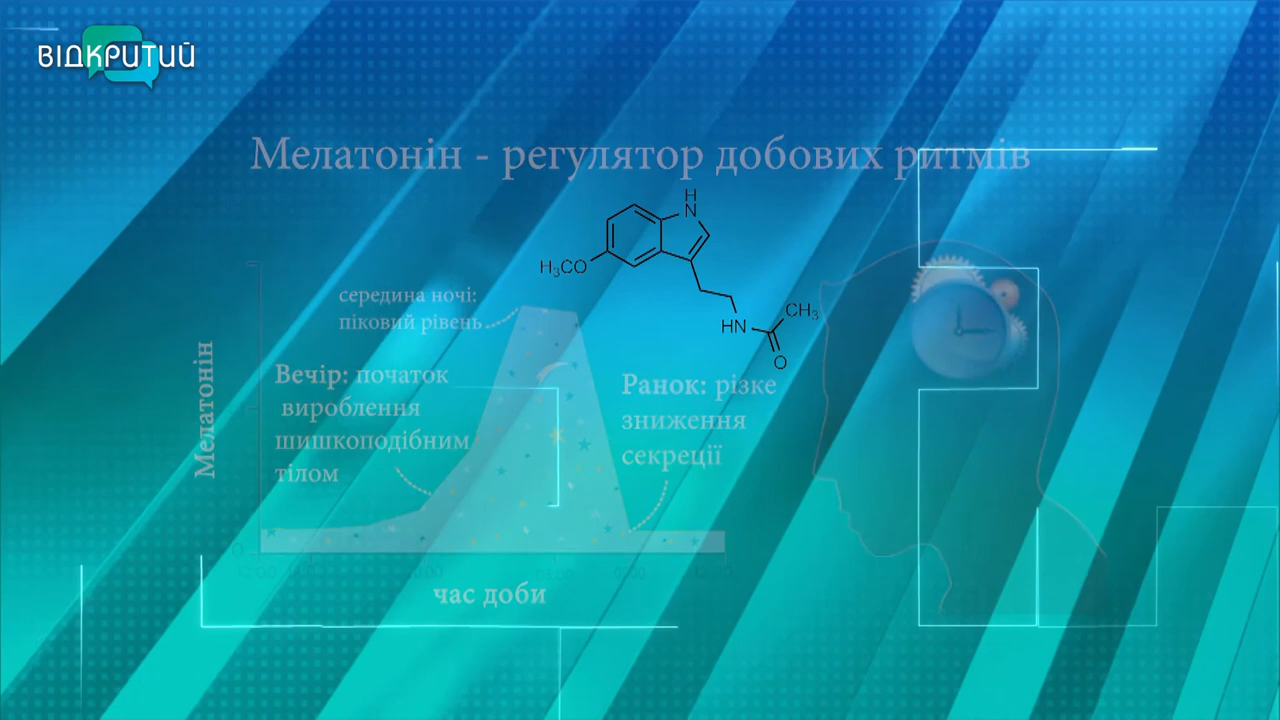 ВІДКРИТИЙ
Мелатонін - регулятор добових ритмів
H
N
H₃CO
CH₃
HN
O
середина ночі:
піковий рівень
Вечір: початок
вироблення
шишкоподібним
тілом
Ранок: різке
зниження
секреції
Мелатонін
0
час доби